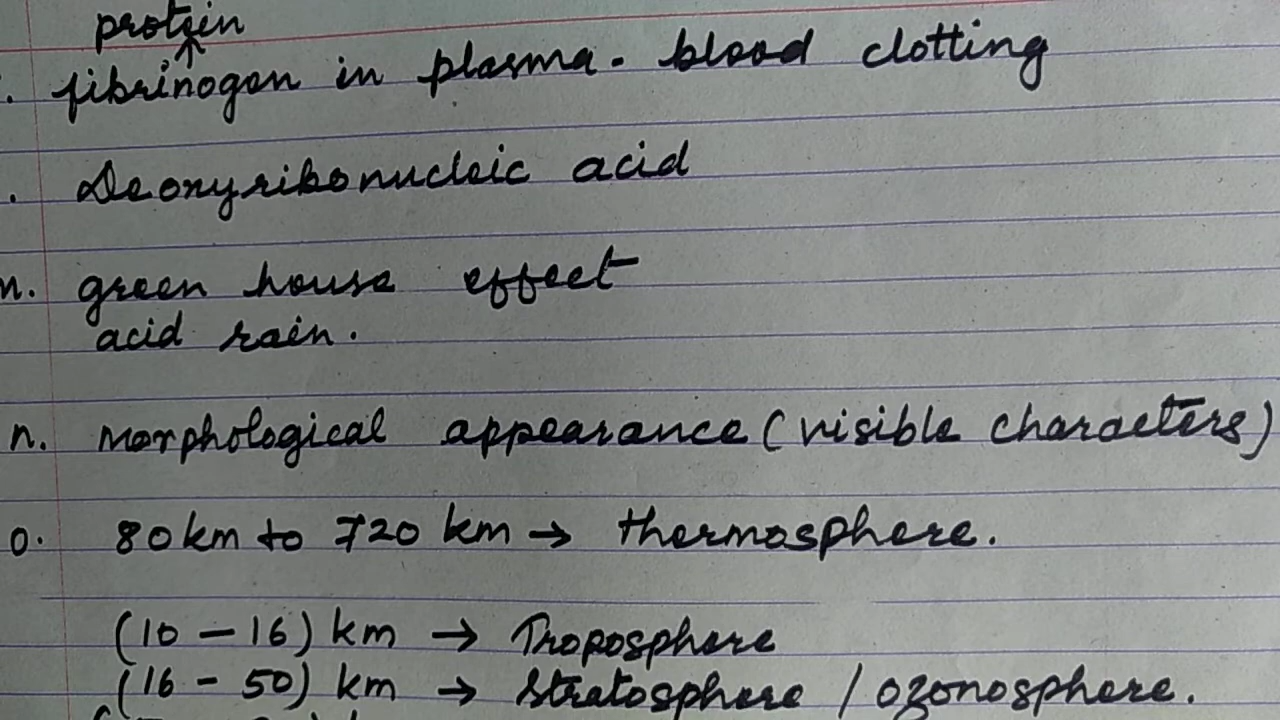 protein
↑
. fibrinogen in plasma. blood clotting
. Deoxyribonucleic acid
m. green house effect
acid rain.
n. Morphological appearance (visible characters)
o. 80 km to 720 km → thermosphere.
(10 – 16) km → Troposphere
(16 – 50) km → Stratosphere / ozonosphere.